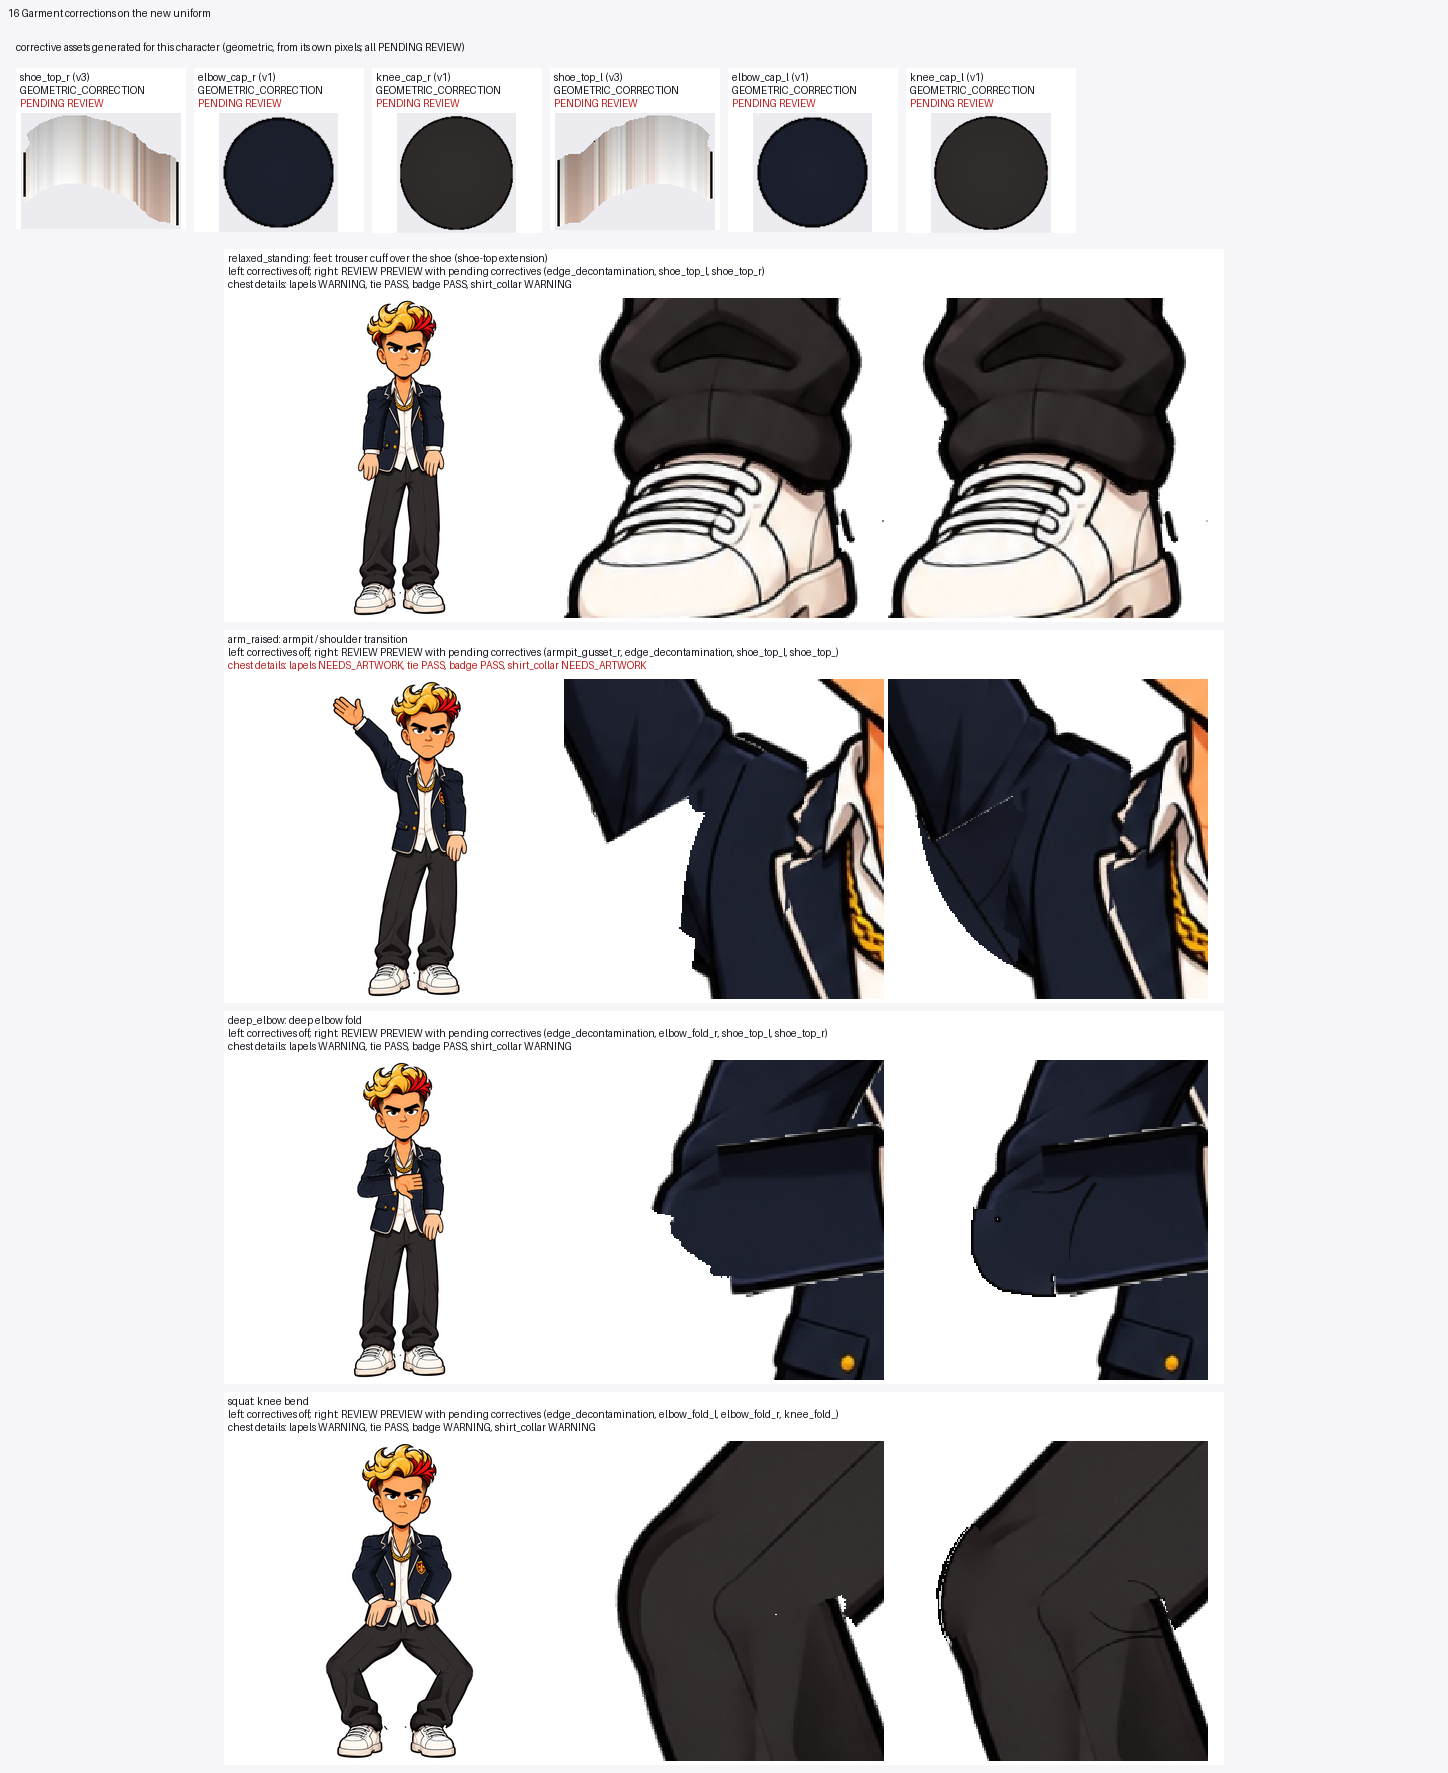 16 Garment corrections on the new uniform
corrective assets generated for this character (geometric, from its own pixels; all PENDING REVIEW)
shoe_top_r (v3)
GEOMETRIC_CORRECTION
PENDING REVIEW
elbow_cap_r (v1)
GEOMETRIC_CORRECTION
PENDING REVIEW
knee_cap_r (v1)
GEOMETRIC_CORRECTION
PENDING REVIEW
shoe_top_l (v3)
GEOMETRIC_CORRECTION
PENDING REVIEW
elbow_cap_l (v1)
GEOMETRIC_CORRECTION
PENDING REVIEW
knee_cap_l (v1)
GEOMETRIC_CORRECTION
PENDING REVIEW
relaxed_standing: feet: trouser cuff over the shoe (shoe-top extension)
left: correctives off; right: REVIEW PREVIEW with pending correctives (edge_decontamination, shoe_top_l, shoe_top_r)
chest details: lapels WARNING, tie PASS, badge PASS, shirt_collar WARNING
arm_raised: armpit / shoulder transition
left: correctives off; right: REVIEW PREVIEW with pending correctives (armpit_gusset_r, edge_decontamination, shoe_top_l, shoe_top_)
chest details: lapels NEEDS_ARTWORK, tie PASS, badge PASS, shirt_collar NEEDS_ARTWORK
deep_elbow: deep elbow fold
left: correctives off; right: REVIEW PREVIEW with pending correctives (edge_decontamination, elbow_fold_r, shoe_top_l, shoe_top_r)
chest details: lapels WARNING, tie PASS, badge PASS, shirt_collar WARNING
squat: knee bend
left: correctives off; right: REVIEW PREVIEW with pending correctives (edge_decontamination, elbow_fold_l, elbow_fold_r, knee_fold_)
chest details: lapels WARNING, tie PASS, badge WARNING, shirt_collar WARNING